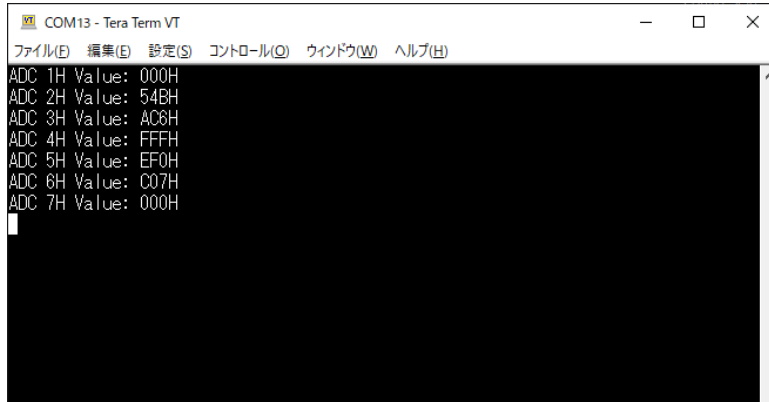 COM13 - Tera Term VT
ファイル(F) 編集(E) 設定(S) コントロール(O) ウィンドウ(W) ヘルプ(H)
ADC 1H Value: 000H
ADC 2H Value: 54BH
ADC 3H Value: AC6H
ADC 4H Value: FFFH
ADC 5H Value: EF0H
ADC 6H Value: C07H
ADC 7H Value: 000H